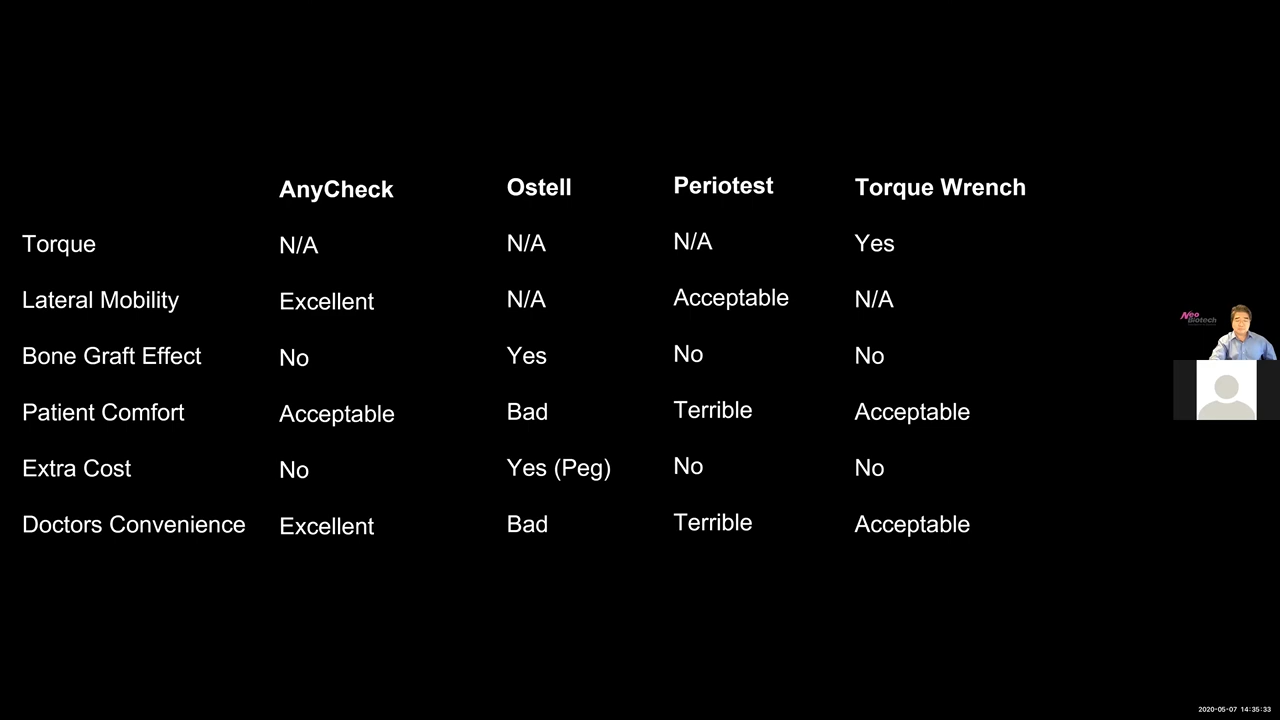 AnyCheck Ostell Periotest Torque Wrench
Torque N/A N/A N/A Yes
Lateral Mobility Excellent N/A Acceptable N/A
Bone Graft Effect No Yes No No
Patient Comfort Acceptable Bad Terrible Acceptable
Extra Cost No Yes (Peg) No No
Doctors Convenience Excellent Bad Terrible Acceptable
Neo
Biotech
2020-05-07 14:35:33